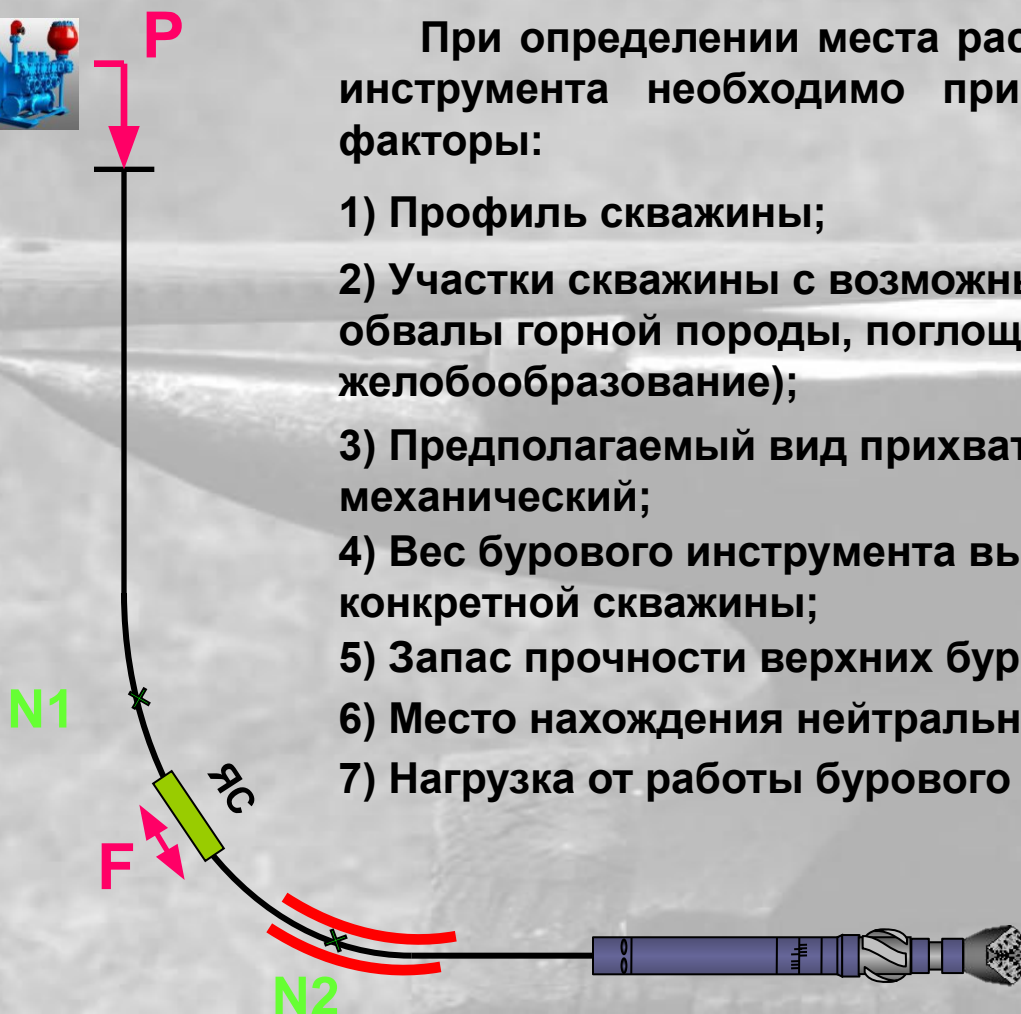 P
При определении места рас
инструмента необходимо при
факторы:
1) Профиль скважины;
2) Участки скважины с возможны
обвалы горной породы, поглощ
желобообразование);
3) Предполагаемый вид прихват
механический;
4) Вес бурового инструмента вы
конкретной скважины;
5) Запас прочности верхних бур
6) Место нахождения нейтральн
7) Нагрузка от работы бурового
N1
ЯС
F
N2